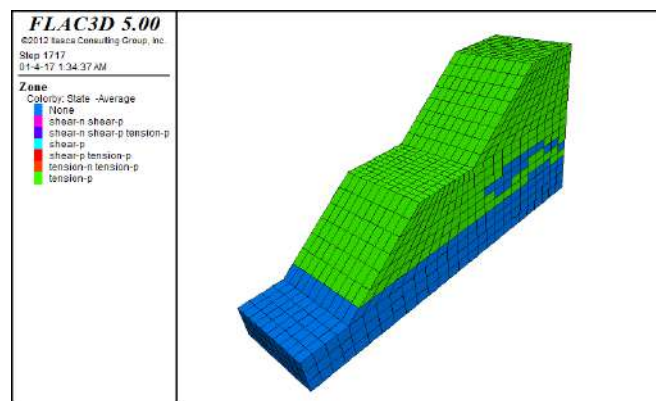 FLAC3D 5.00
©2012 Itasca Consulting Group, Inc.
Step 1717
01-4-17 1:34:37 AM
Zone
Colorby: State -Average
None
shear-n shear-p
shear-n shear-p tension-p
shear-p
shear-p tension-p
tension-n tension-p
tension-p